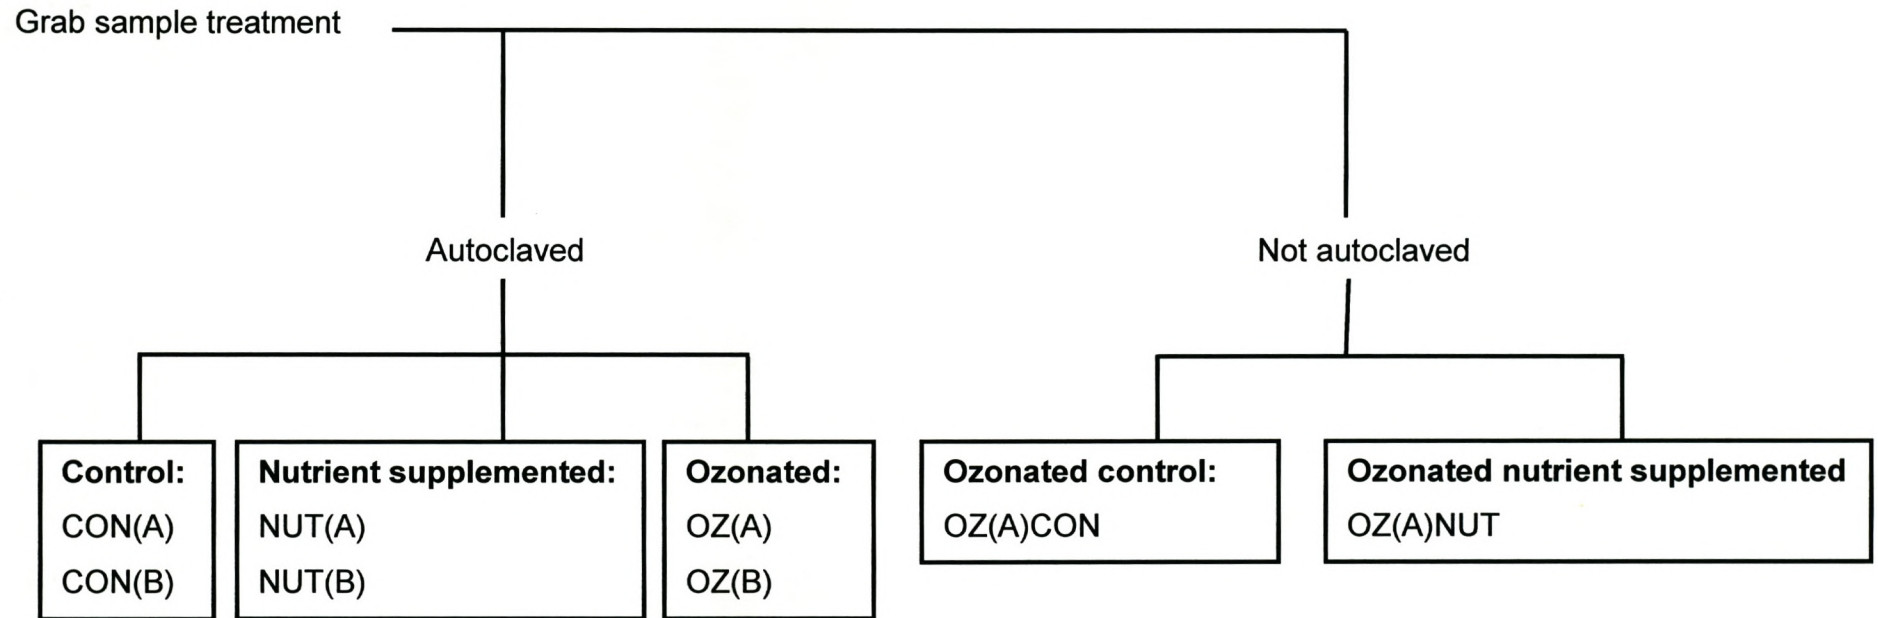 Grab sample treatment
Autoclaved
Not autoclaved
Control:
CON(A)
CON(B)
Nutrient supplemented:
NUT(A)
NUT(B)
Ozonated:
OZ(A)
OZ(B)
Ozonated control:
OZ(A)CON
Ozonated nutrient supplemented
OZ(A)NUT